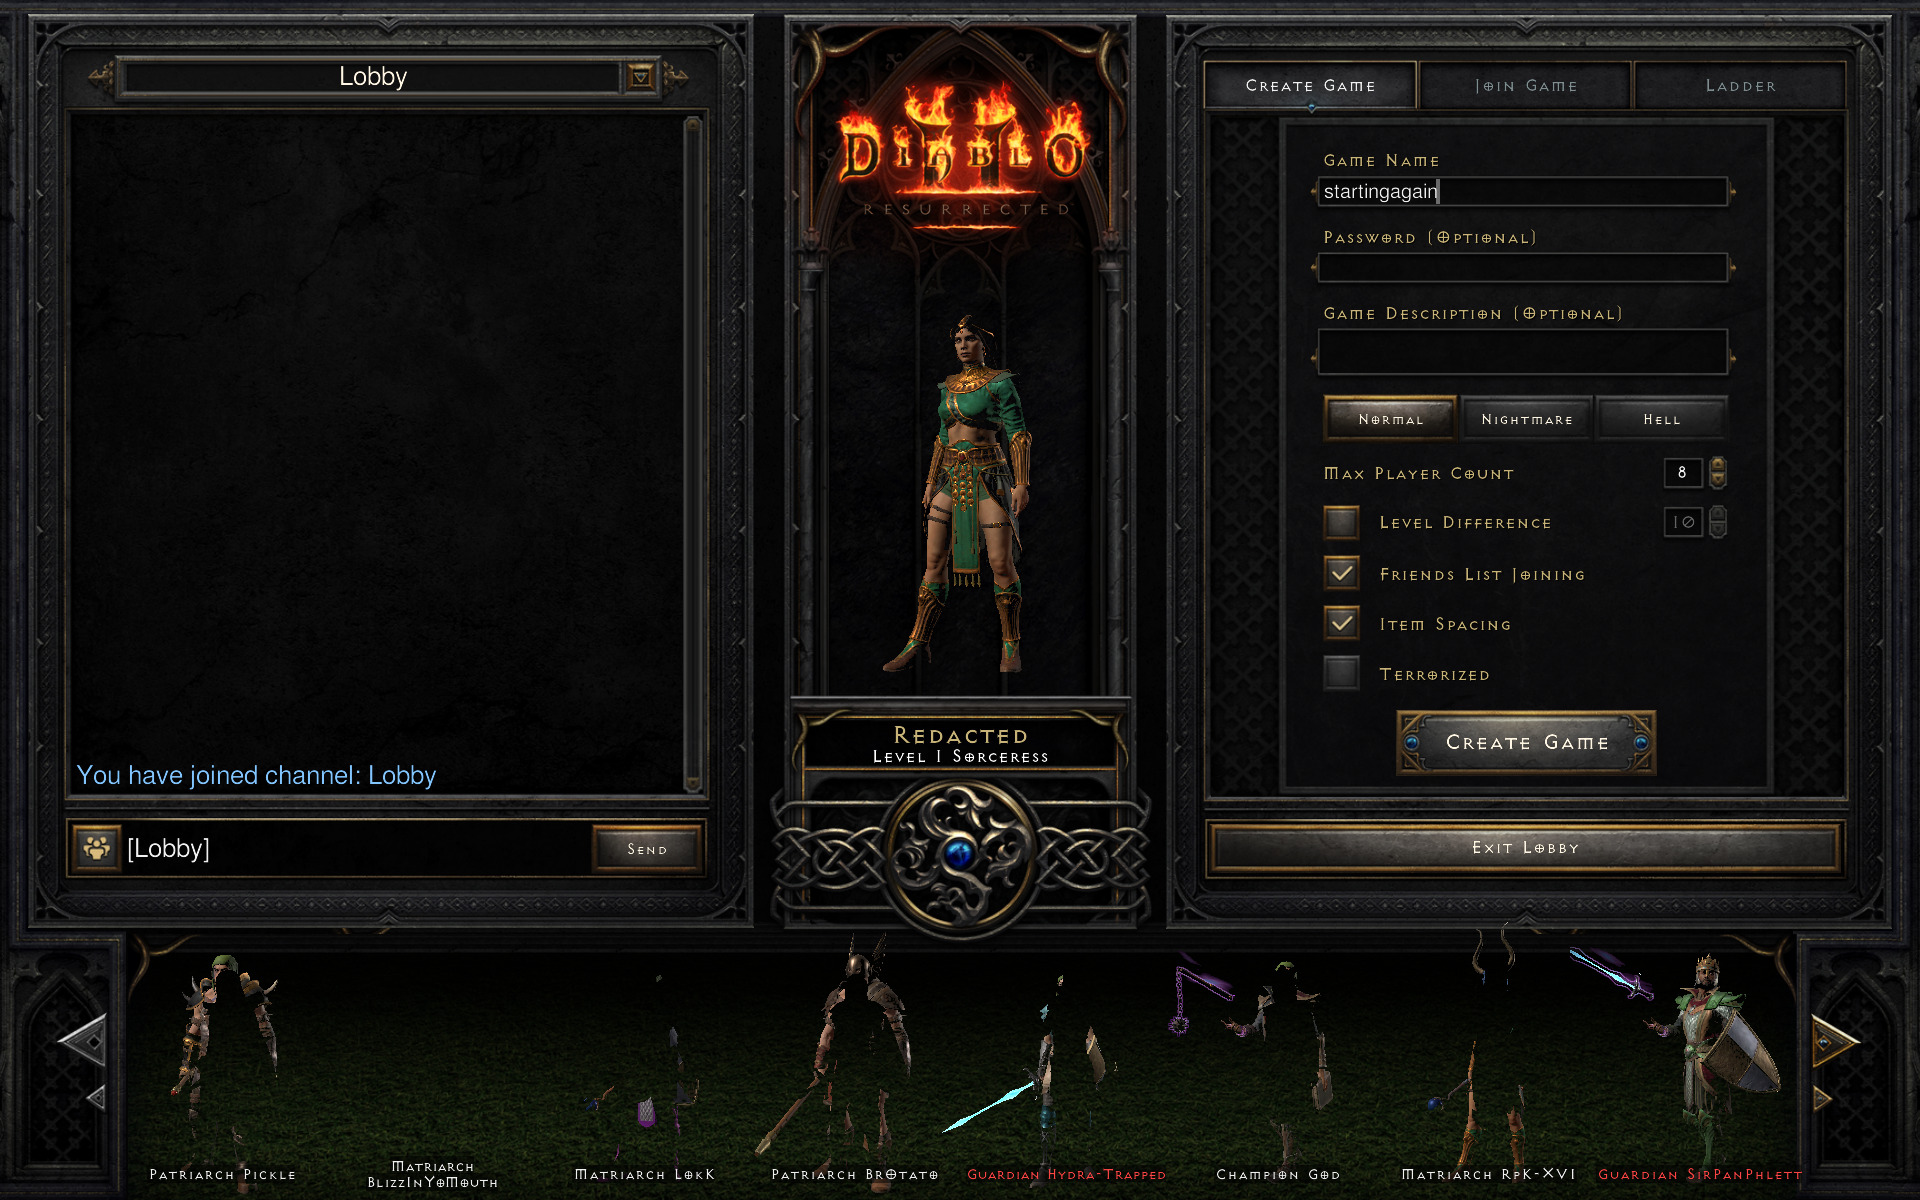 Lobby
You have joined channel: Lobby
[Lobby]
Send
DIABLO II
RESURRECTED
Redacted
Level 1 Sorceress
Create Game
Join Game
Ladder
Game Name
startingagain
Password (Optional)
Game Description (Optional)
Normal
Nightmare
Hell
Max Player Count
8
Level Difference
10
Friends List Joining
Item Spacing
Terrorized
Create Game
Exit Lobby
Patriarch Pickle
Matriarch
BlizzInYoMouth
Matriarch LokK
Patriarch BrOtatO
Guardian Hydra-Trapped
Champion God
Matriarch RpK-XVI
Guardian SirPanPhlett